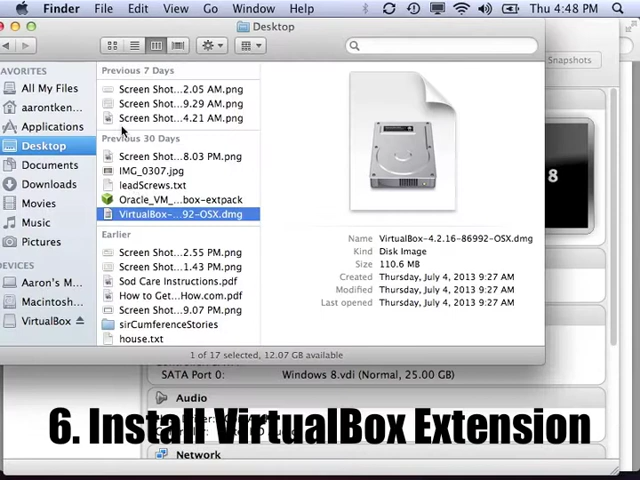 Finder File Edit View Go Window Help Thu 4:48 PM
Desktop
Snapshots
FAVORITES
All My Files
aarontken...
Applications
Desktop
Documents
Downloads
Movies
Music
Pictures
DEVICES
Aaron's M...
Macintosh...
VirtualBox
Previous 7 Days
Screen Shot...2.05 AM.png
Screen Shot...9.29 AM.png
Screen Shot...4.21 AM.png
Previous 30 Days
Screen Shot...8.03 PM.png
IMG_0307.jpg
leadScrews.txt
Oracle_VM_...box-extpack
VirtualBox-...92-OSX.dmg
Earlier
Screen Shot...2.55 PM.png
Screen Shot...1.43 PM.png
Sod Care Instructions.pdf
How to Get...How.com.pdf
Screen Shot...9.07 PM.png
sirCumferenceStories
house.txt
Name VirtualBox-4.2.16-86992-OSX.dmg
Kind Disk Image
Size 110.6 MB
Created Thursday, July 4, 2013 9:27 AM
Modified Thursday, July 4, 2013 9:27 AM
Last opened Thursday, July 4, 2013 9:27 AM
8
1 of 17 selected, 12.07 GB available
SATA Port 0: Windows 8.vdi (Normal, 25.00 GB)
Audio
6. Install VirtualBox Extension
Network